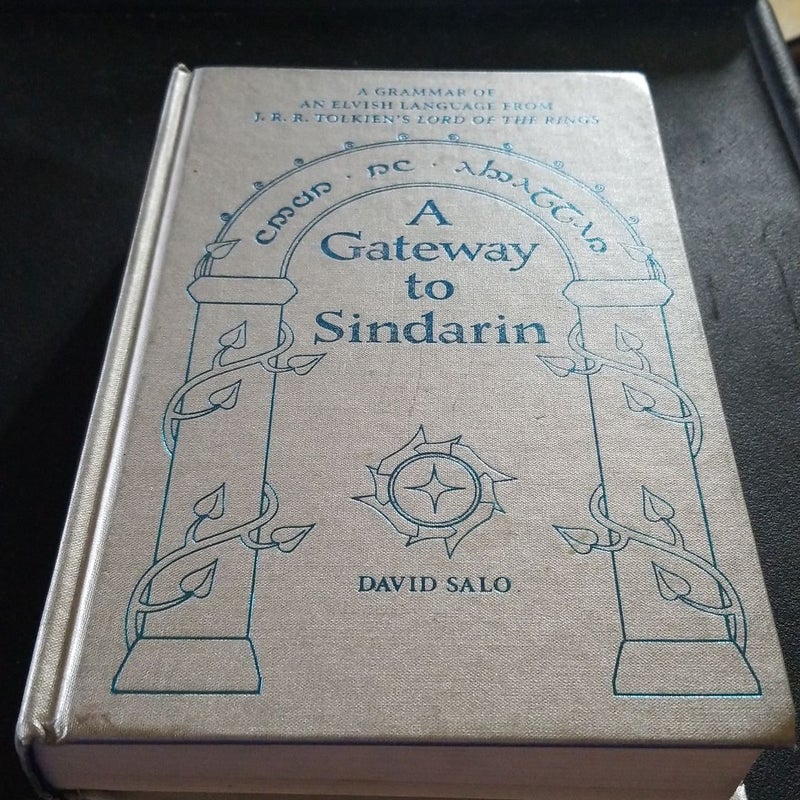 A GRAMMAR OF
AN ELVISH LANGUAGE FROM
J. R. R. TOLKIEN'S LORD OF THE RINGS
A
Gateway
to
Sindarin
DAVID SALO